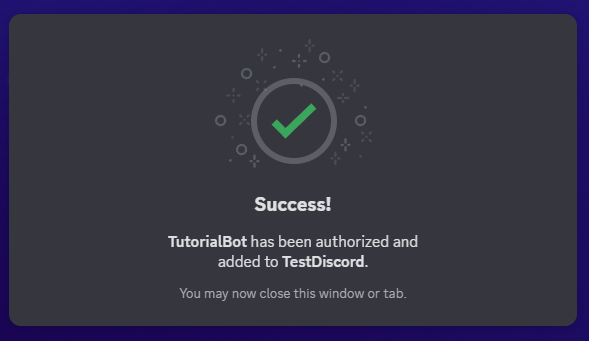 Success!
TutorialBot has been authorized and
added to TestDiscord.
You may now close this window or tab.